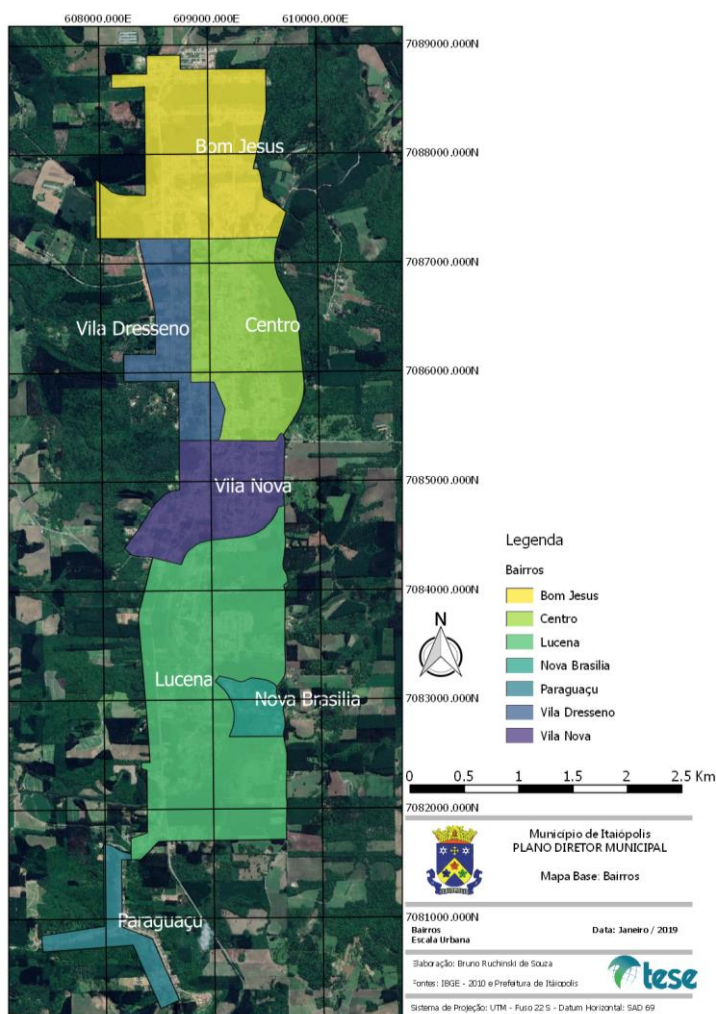 608000.000E
609000.000E
610000.000E
7089000.000N
Bom Jesus
7088000.000N
7087000.000N
Vila Dresseno
Centro
7086000.000N
Vila Nova
7085000.000N
Legenda
Bairros
Bom Jesus
Centro
Lucena
Nova Brasilia
Paraguaçu
Vila Dresseno
Vila Nova
7084000.000N
N
Lucena
Nova Brasilia
7083000.000N
0 0.5 1 1.5 2 2.5 Km
7082000.000N
Município de Itaiópolis
PLANO DIRETOR MUNICIPAL
Mapa Base: Bairros
Paraguaçu
7081000.000N
Bairros
Escala Urbana
Data: Janeiro / 2019
Elaboração: Bruno Ruchinski de Souza
Fontes: IBGE - 2010 e Prefeitura de Itaiópolis
tese
Sistema de Projeção: UTM - Fuso 22 S - Datum Horizontal: SAD 69